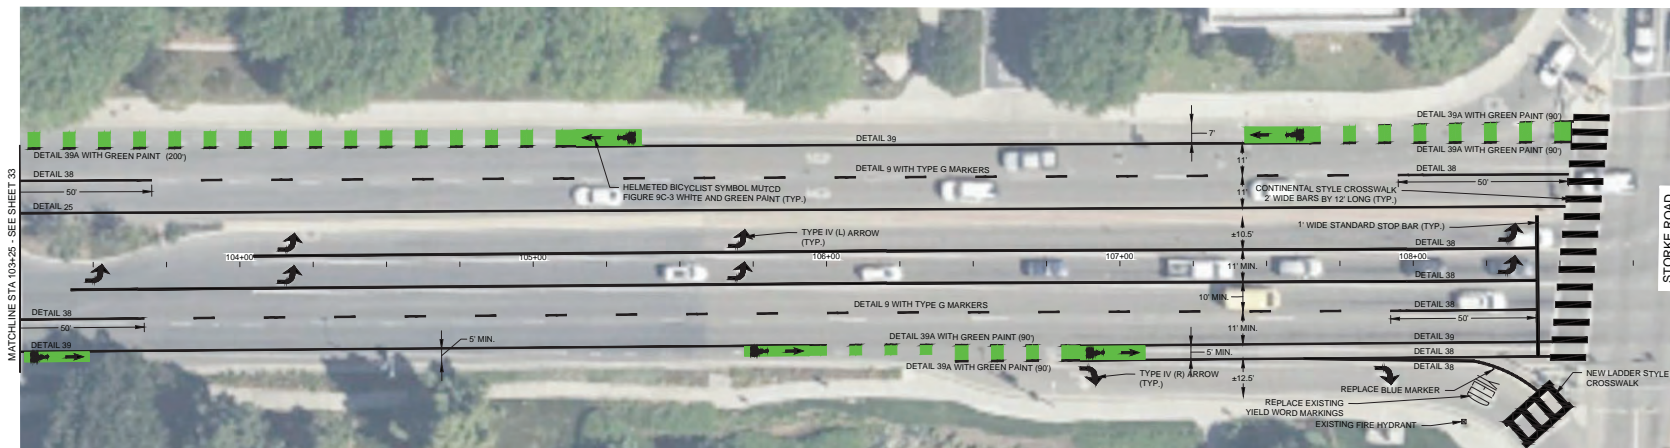 MATCHLINE STA 103+25 - SEE SHEET 33
DETAIL 39A WITH GREEN PAINT (200')
DETAIL 39
7'
DETAIL 39A WITH GREEN PAINT (90')
DETAIL 39A WITH GREEN PAINT (90')
DETAIL 38
50'
DETAIL 9 WITH TYPE G MARKERS
11'
DETAIL 38
50'
HELMETED BICYCLIST SYMBOL MUTCD
FIGURE 9C-3 WHITE AND GREEN PAINT (TYP.)
11'
CONTINENTAL STYLE CROSSWALK
2' WIDE BARS BY 12' LONG (TYP.)
DETAIL 25
TYPE IV (L) ARROW
(TYP.)
±10.5'
1' WIDE STANDARD STOP BAR (TYP.)
DETAIL 38
104+00
105+00
106+00
107+00
108+00
11' MIN.
DETAIL 38
10' MIN.
DETAIL 38
50'
DETAIL 9 WITH TYPE G MARKERS
DETAIL 38
50'
11' MIN.
DETAIL 39
5' MIN.
DETAIL 39A WITH GREEN PAINT (90')
DETAIL 39
5' MIN.
DETAIL 38
DETAIL 39A WITH GREEN PAINT (90')
DETAIL 38
TYPE IV (R) ARROW
(TYP.)
±12.5'
REPLACE BLUE MARKER
NEW LADDER STYLE
CROSSWALK
REPLACE EXISTING
YIELD WORD MARKINGS
EXISTING FIRE HYDRANT
STORKE ROAD